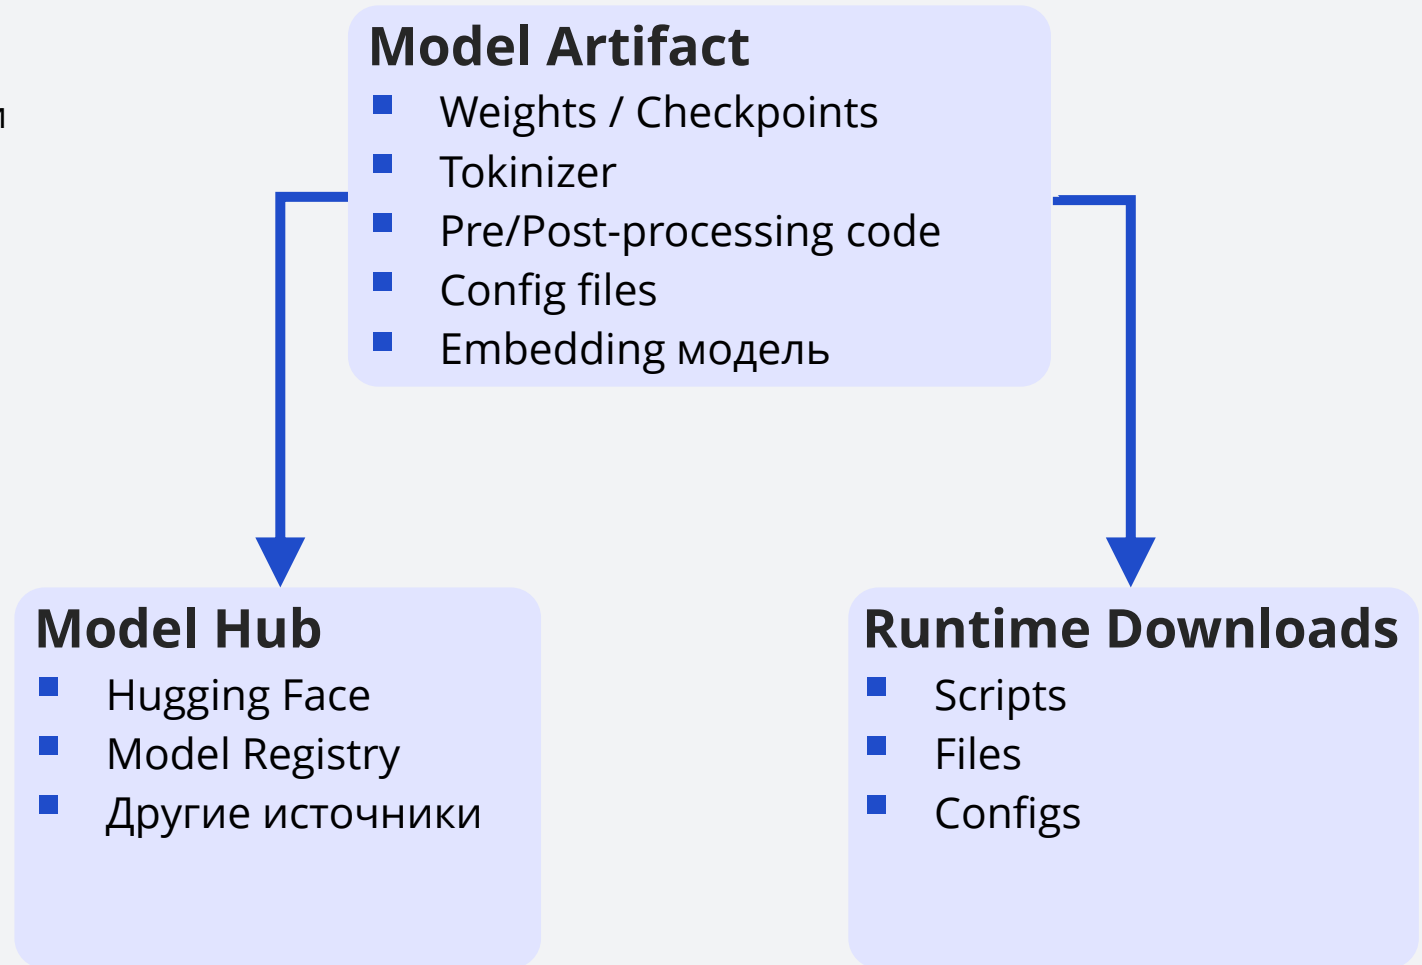 Model Artifact
Weights / Checkpoints
Tokinizer
Pre/Post-processing code
Config files
Embedding модель
Model Hub
Hugging Face
Model Registry
Другие источники
Runtime Downloads
Scripts
Files
Configs